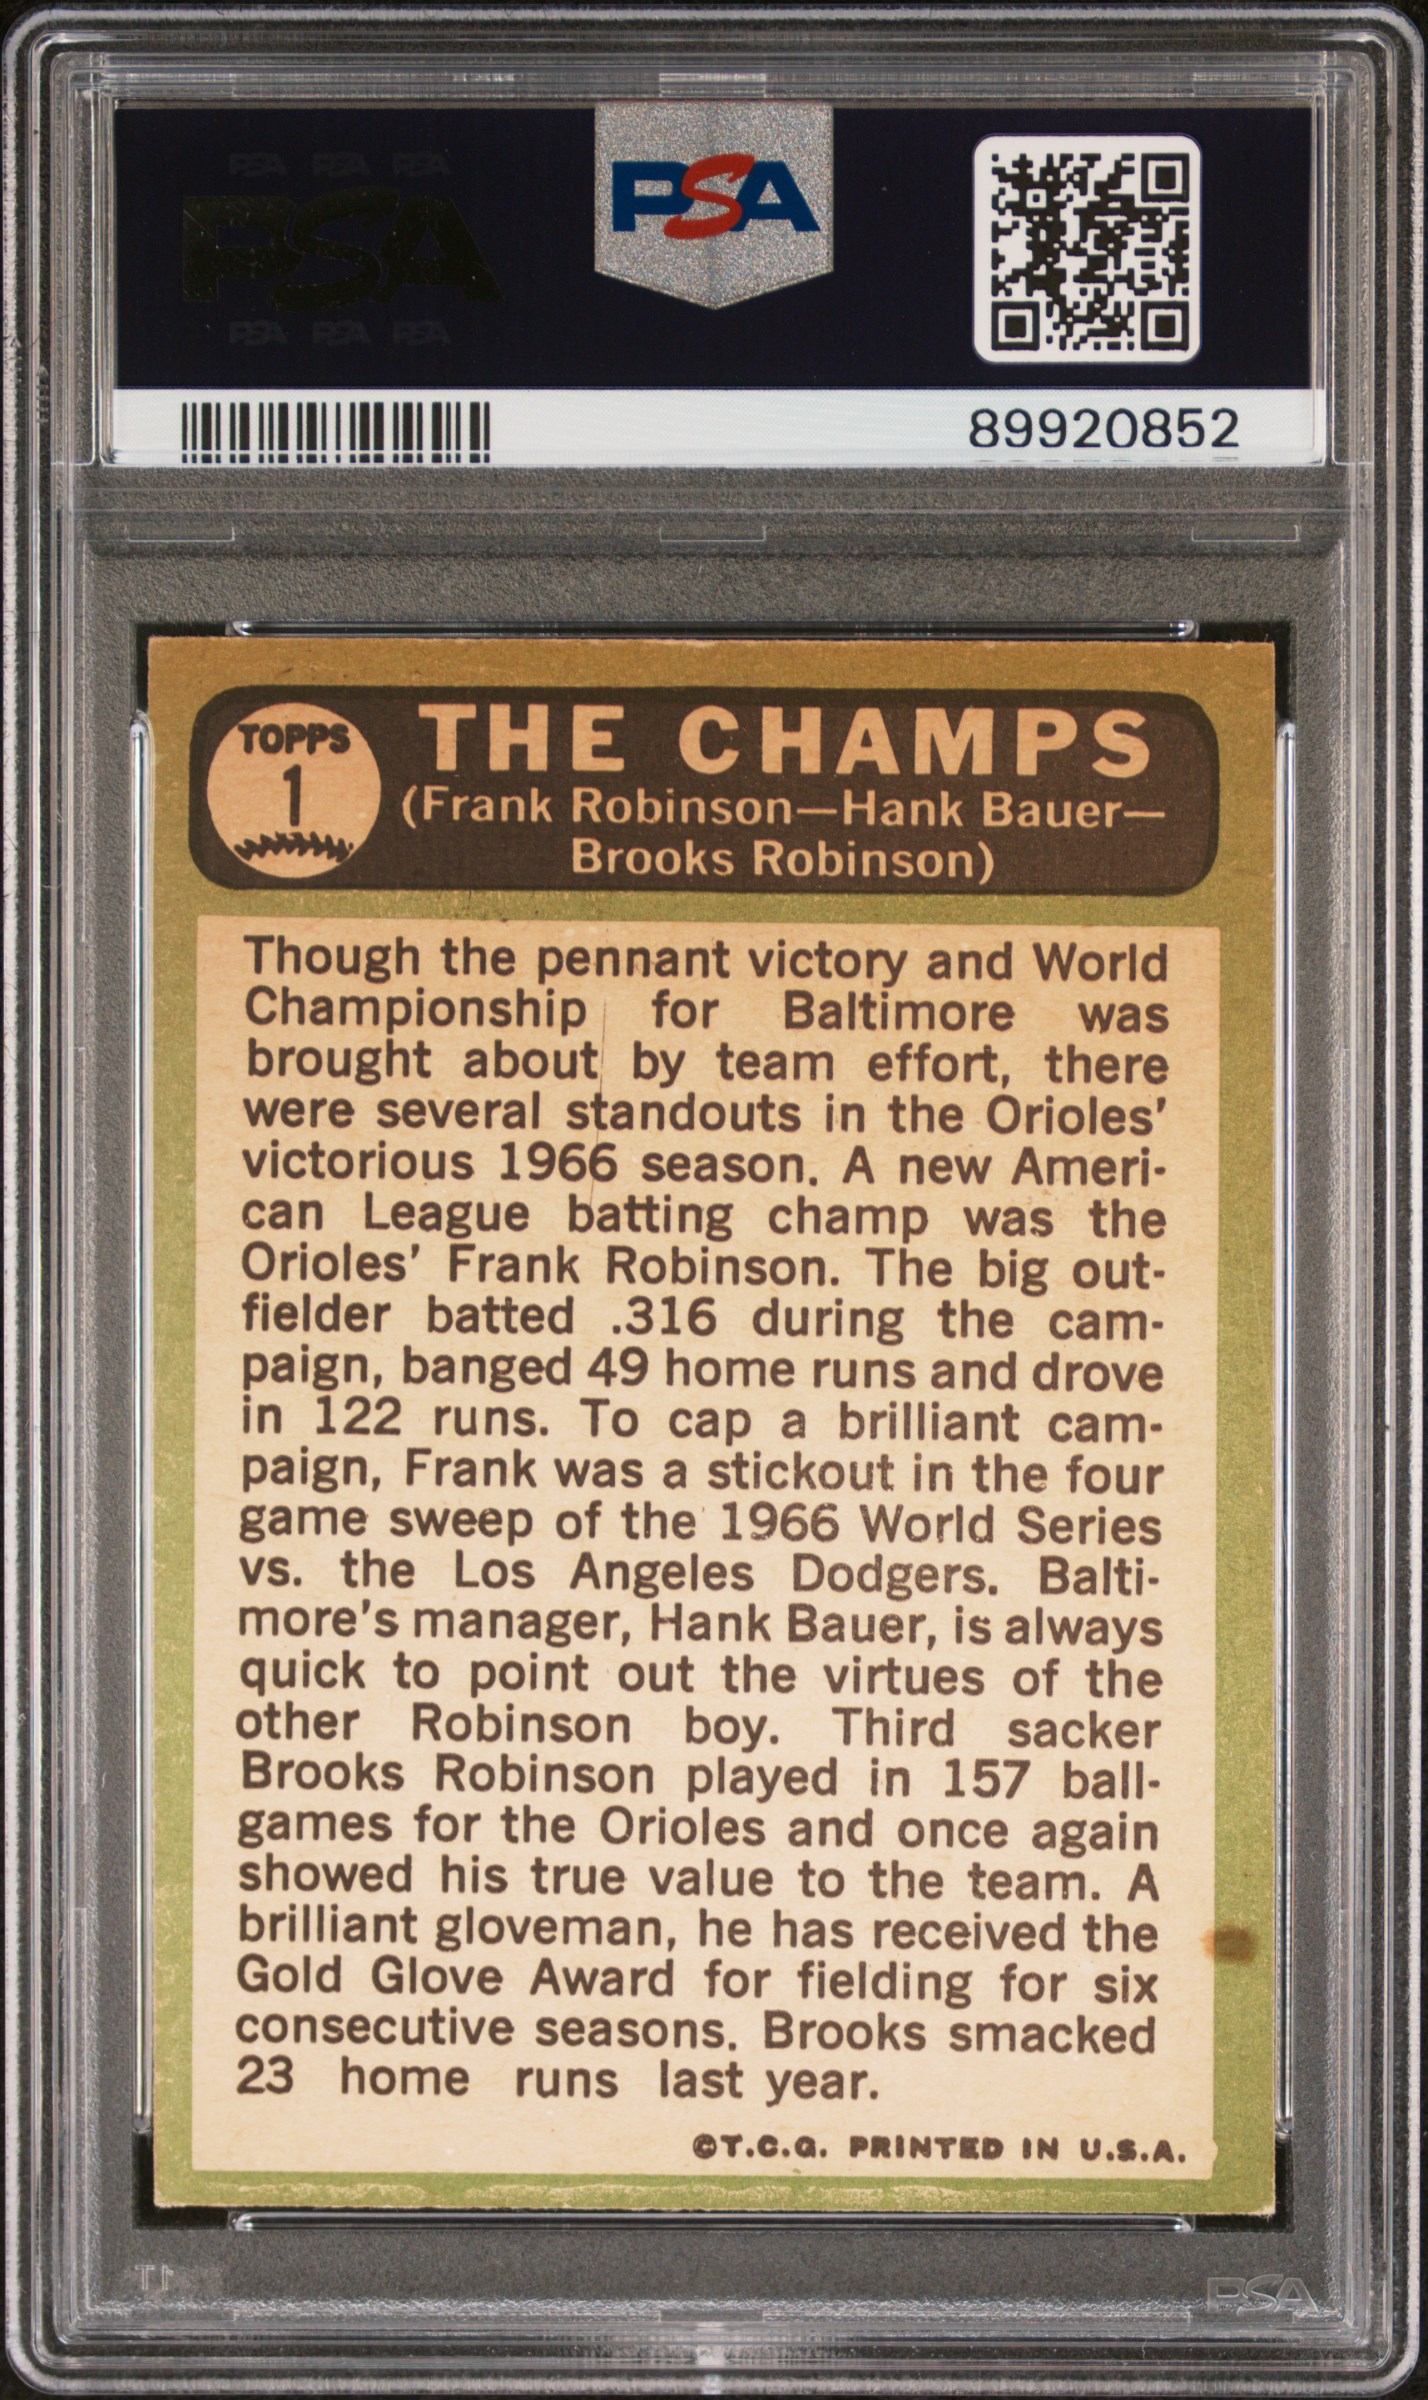 PSA PSA PSA
PSA
PSA PSA PSA
PSA
89920852
TOPPS
1
THE CHAMPS
(Frank Robinson—Hank Bauer—
Brooks Robinson)
Though the pennant victory and World
Championship for Baltimore was
brought about by team effort, there
were several standouts in the Orioles'
victorious 1966 season. A new Ameri-
can League batting champ was the
Orioles' Frank Robinson. The big out-
fielder batted .316 during the cam-
paign, banged 49 home runs and drove
in 122 runs. To cap a brilliant cam-
paign, Frank was a stickout in the four
game sweep of the 1966 World Series
vs. the Los Angeles Dodgers. Balti-
more's manager, Hank Bauer, is always
quick to point out the virtues of the
other Robinson boy. Third sacker
Brooks Robinson played in 157 ball-
games for the Orioles and once again
showed his true value to the team. A
brilliant gloveman, he has received the
Gold Glove Award for fielding for six
consecutive seasons. Brooks smacked
23 home runs last year.
©T.C.G. PRINTED IN U.S.A.
PSA